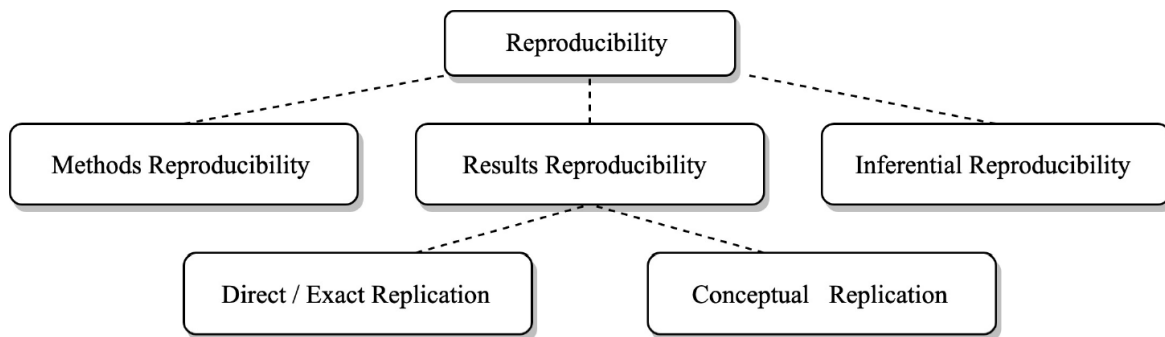 Reproducibility
Methods Reproducibility
Results Reproducibility
Inferential Reproducibility
Direct / Exact Replication
Conceptual Replication